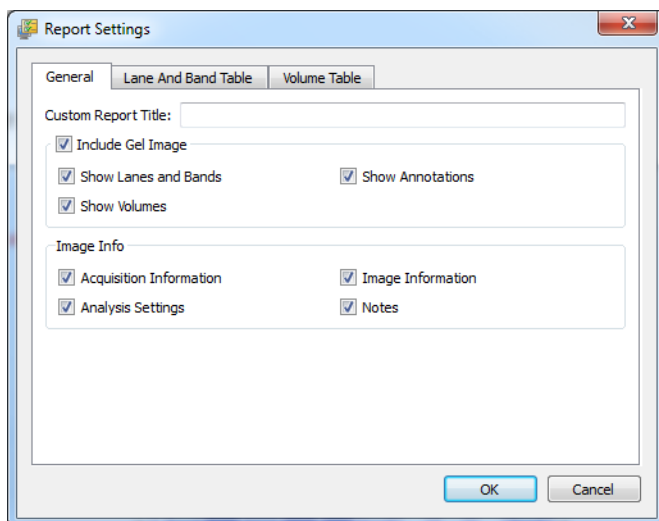 Report Settings
General Lane And Band Table Volume Table
Custom Report Title:
Include Gel Image
Show Lanes and Bands Show Annotations
Show Volumes
Image Info
Acquisition Information Image Information
Analysis Settings Notes
OK Cancel